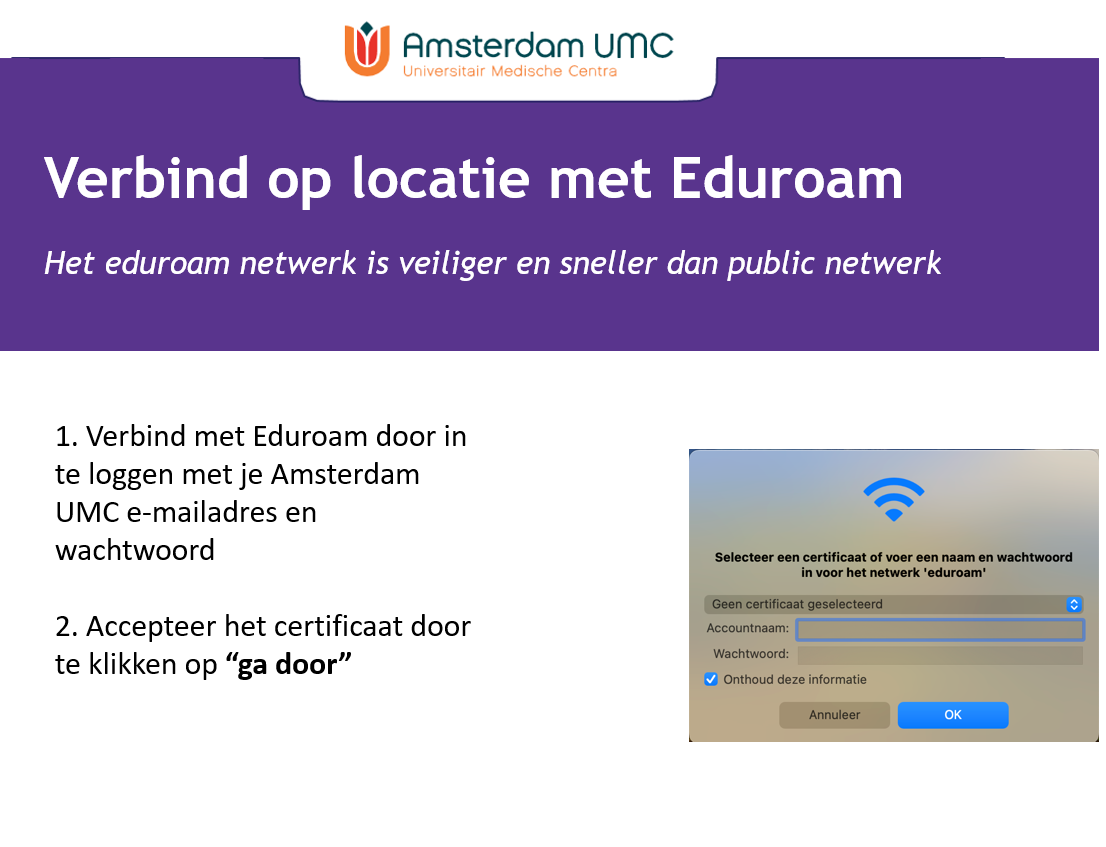 Amsterdam UMC
Universitair Medische Centra
Verbind op locatie met Eduroam
Het eduroam netwerk is veiliger en sneller dan public netwerk
1. Verbind met Eduroam door in
te loggen met je Amsterdam
UMC e-mailadres en
wachtwoord
2. Accepteer het certificaat door
te klikken op “ga door”
Selecteer een certificaat of voer een naam en wachtwoord
in voor het netwerk 'eduroam'
Geen certificaat geselecteerd
Accountnaam:
Wachtwoord:
Onthoud deze informatie
Annuleer OK